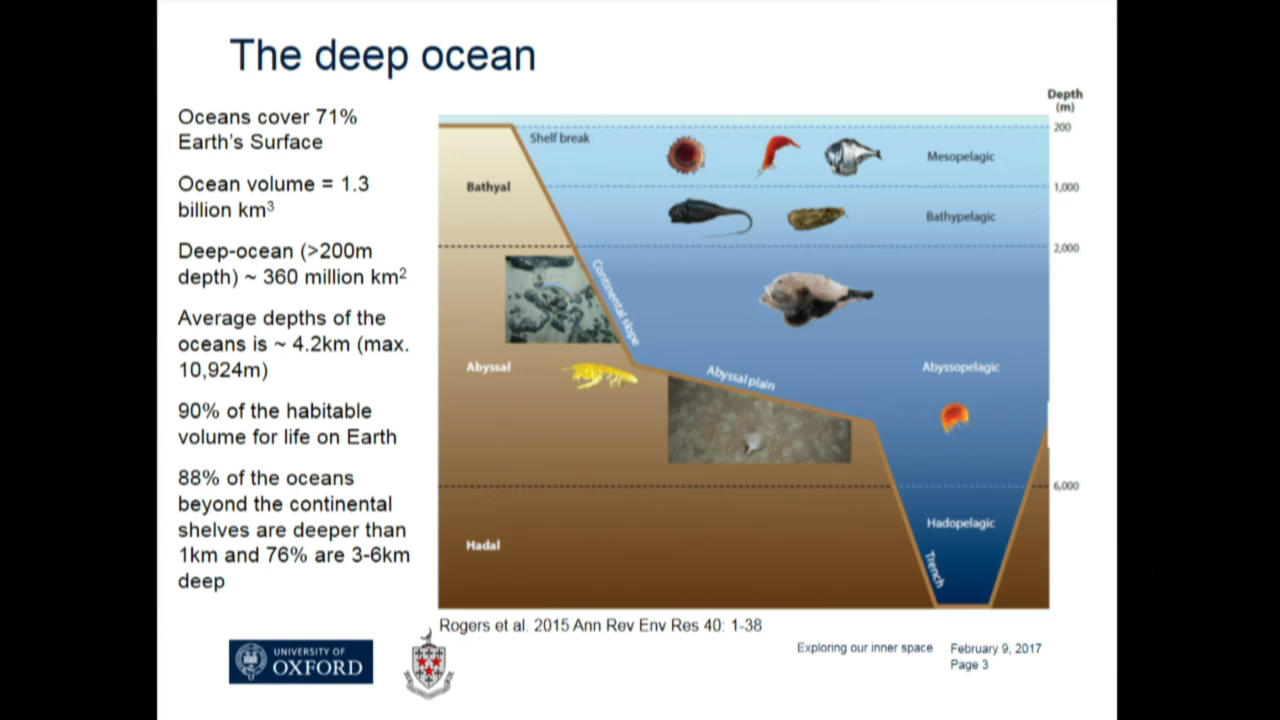 The deep ocean
Oceans cover 71%
Earth's Surface
Ocean volume = 1.3
billion km³
Deep-ocean (>200m
depth) ~ 360 million km²
Average depths of the
oceans is ~ 4.2km (max.
10,924m)
90% of the habitable
volume for life on Earth
88% of the oceans
beyond the continental
shelves are deeper than
1km and 76% are 3-6km
deep
Depth
(m)
200
Shelf break
Mesopelagic
Bathyal
1,000
Bathypelagic
2,000
Continental slope
Abyssal
Abyssal plain
Abyssopelagic
6,000
Hadopelagic
Hadal
Trench
Rogers et al. 2015 Ann Rev Env Res 40: 1-38
UNIVERSITY OF
OXFORD
Exploring our inner space
February 9, 2017
Page 3